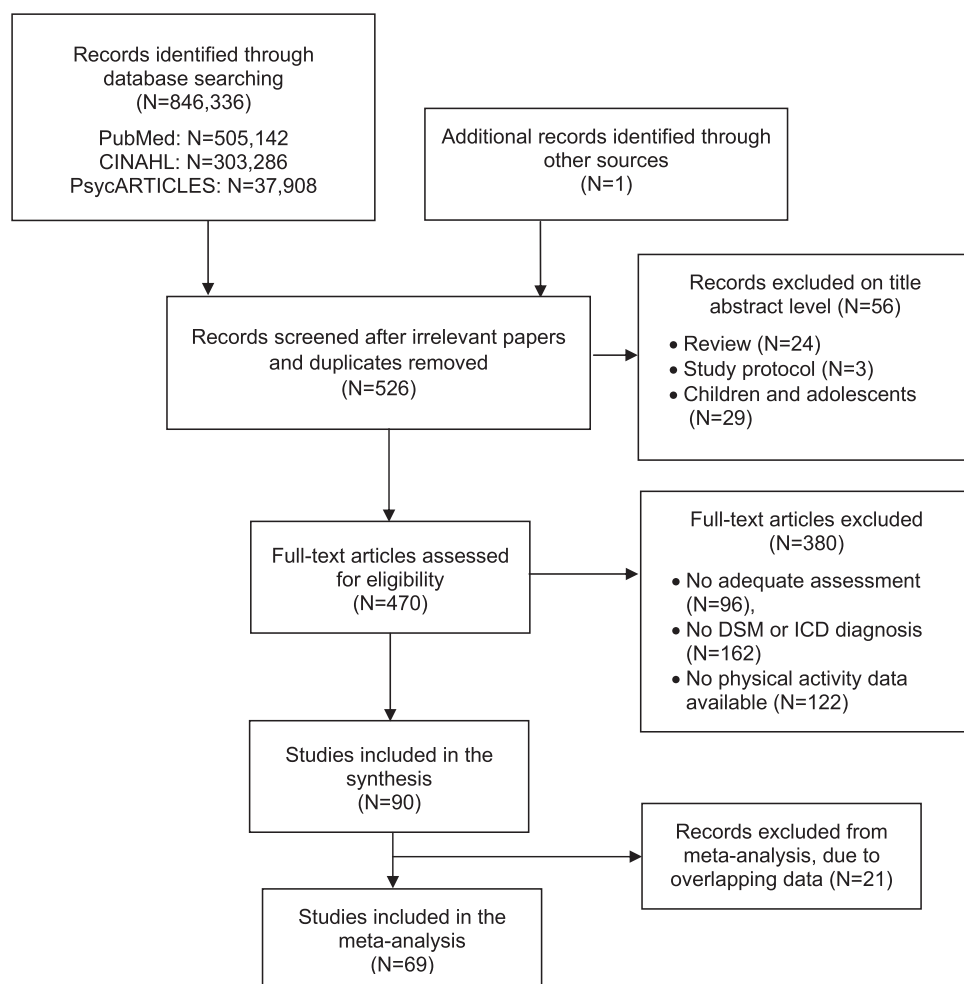 Records identified through
database searching
(N=846,336)
PubMed: N=505,142
CINAHL: N=303,286
PsycARTICLES: N=37,908
Additional records identified through
other sources
(N=1)
Records screened after irrelevant papers
and duplicates removed
(N=526)
Records excluded on title
abstract level (N=56)
• Review (N=24)
• Study protocol (N=3)
• Children and adolescents
(N=29)
Full-text articles assessed
for eligibility
(N=470)
Full-text articles excluded
(N=380)
• No adequate assessment
(N=96),
• No DSM or ICD diagnosis
(N=162)
• No physical activity data
available (N=122)
Studies included in the
synthesis
(N=90)
Records excluded from
meta-analysis, due to
overlapping data (N=21)
Studies included in the
meta-analysis
(N=69)